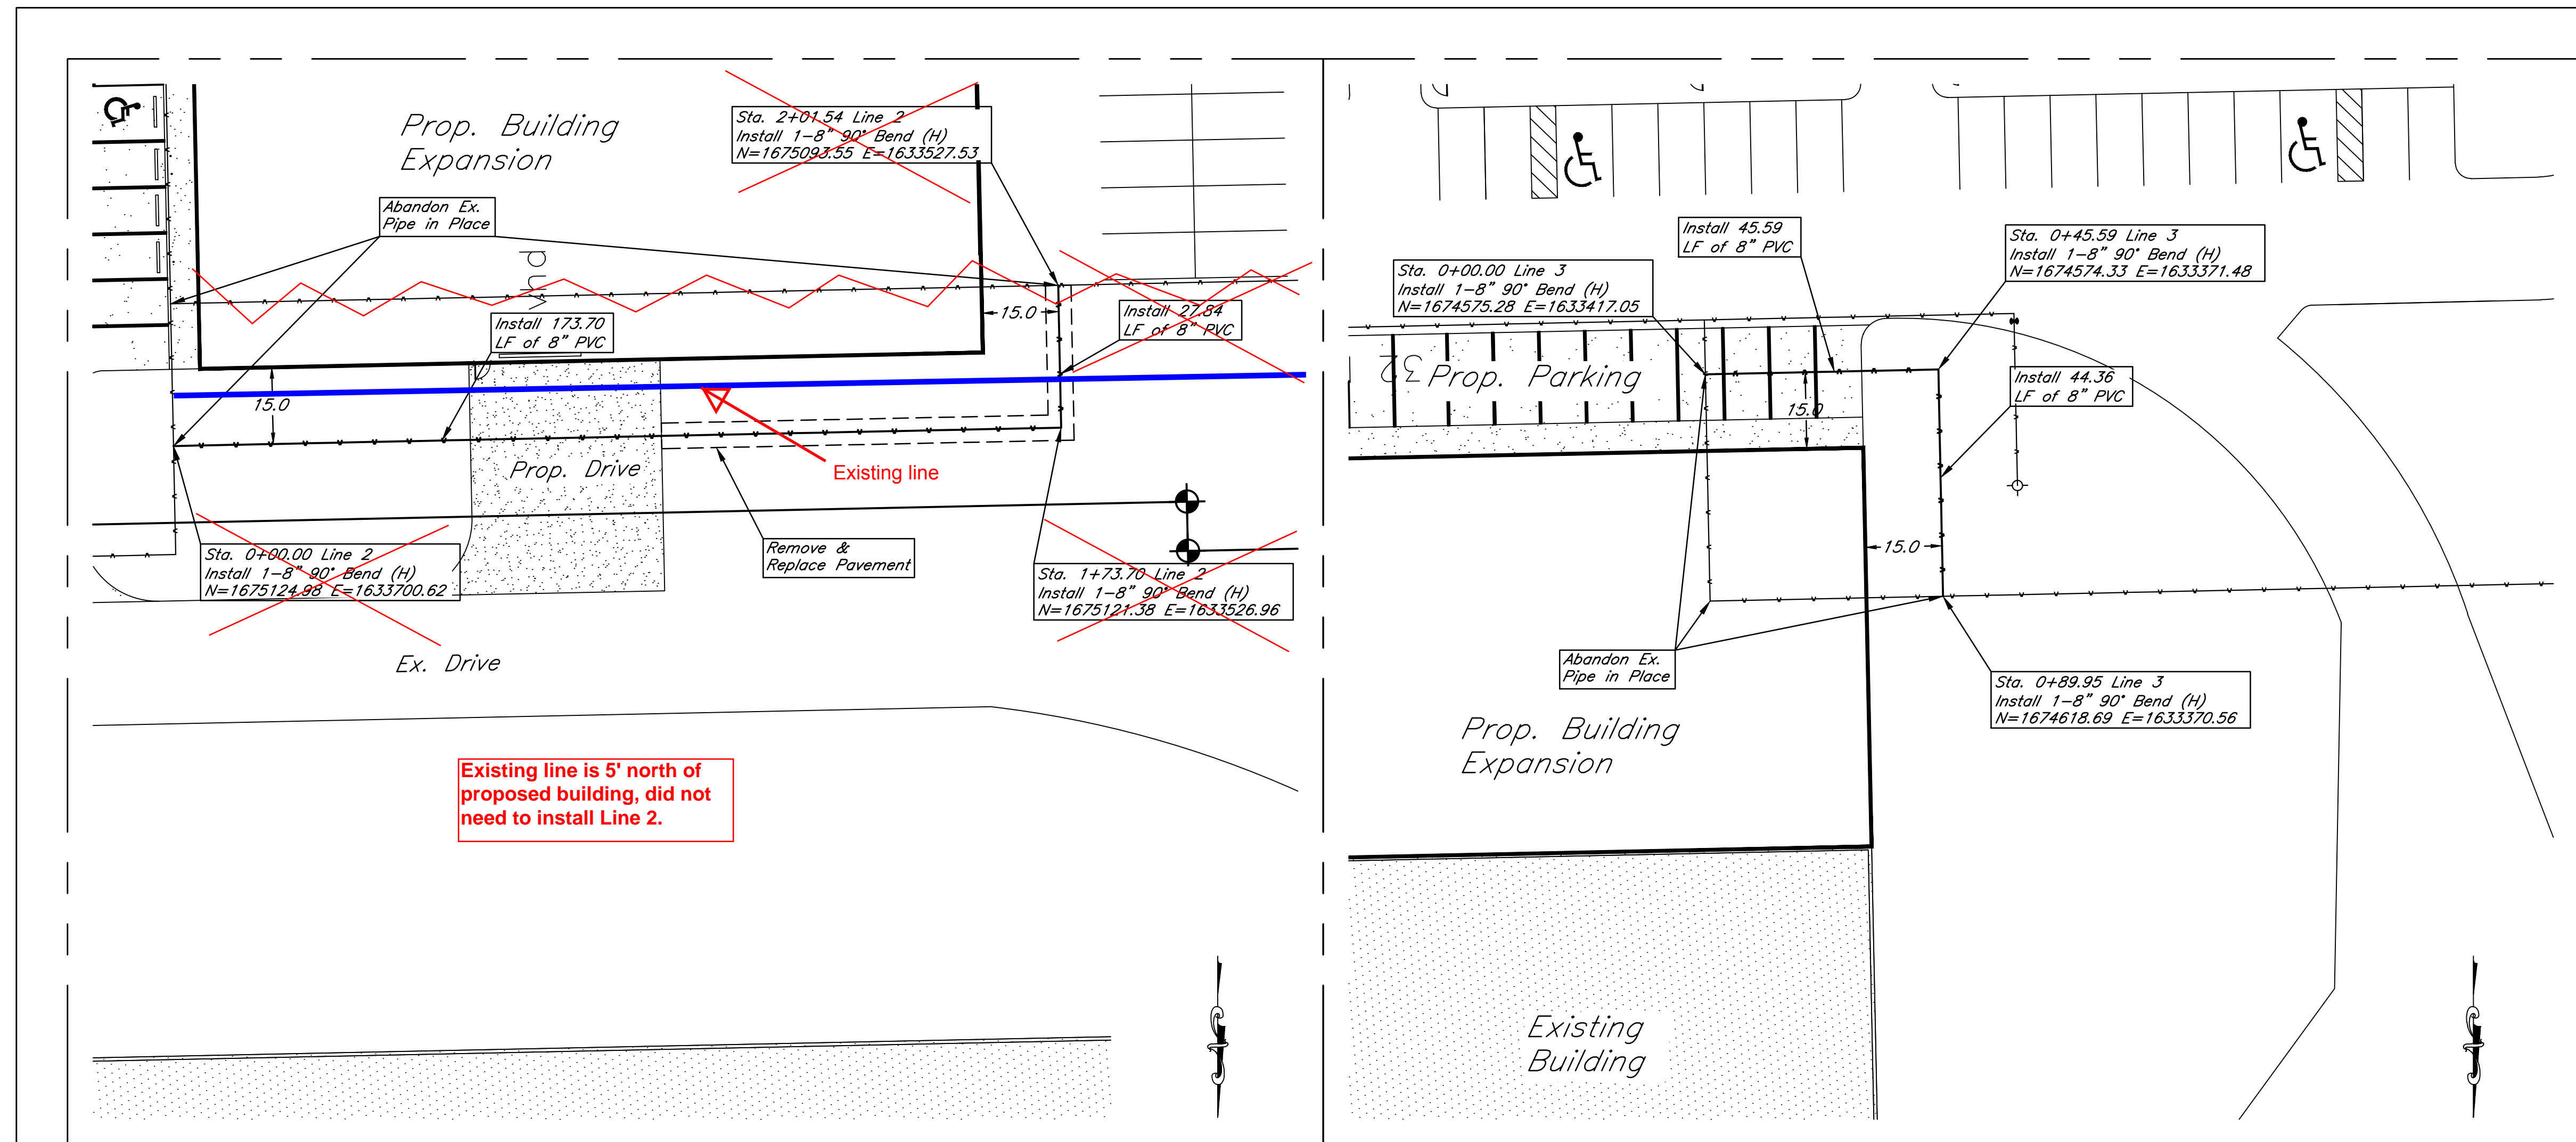 Prop. Building
Expansion
Sta. 2+01.54 Line 2
Install 1-8" 90° Bend (H)
N=1675093.55 E=1633527.53
Abandon Ex.
Pipe in Place
Install 173.70
LF of 8" PVC
15.0
Install 27.84
LF of 8" PVC
15.0
Existing line
Prop. Drive
Sta. 0+00.00 Line 2
Install 1-8" 90° Bend (H)
N=1675124.98 E=1633700.62
Remove &
Replace Pavement
Sta. 1+73.70 Line 2
Install 1-8" 90° Bend (H)
N=1675121.38 E=1633526.96
Ex. Drive
Existing line is 5' north of
proposed building, did not
need to install Line 2.
Install 45.59
LF of 8" PVC
Sta. 0+45.59 Line 3
Install 1-8" 90° Bend (H)
N=1674574.33 E=1633371.48
Sta. 0+00.00 Line 3
Install 1-8" 90° Bend (H)
N=1674575.28 E=1633417.05
32
Prop. Parking
Install 44.36
LF of 8" PVC
15.0
15.0
Abandon Ex.
Pipe in Place
Sta. 0+89.95 Line 3
Install 1-8" 90° Bend (H)
N=1674618.69 E=1633370.56
Prop. Building
Expansion
Existing
Building